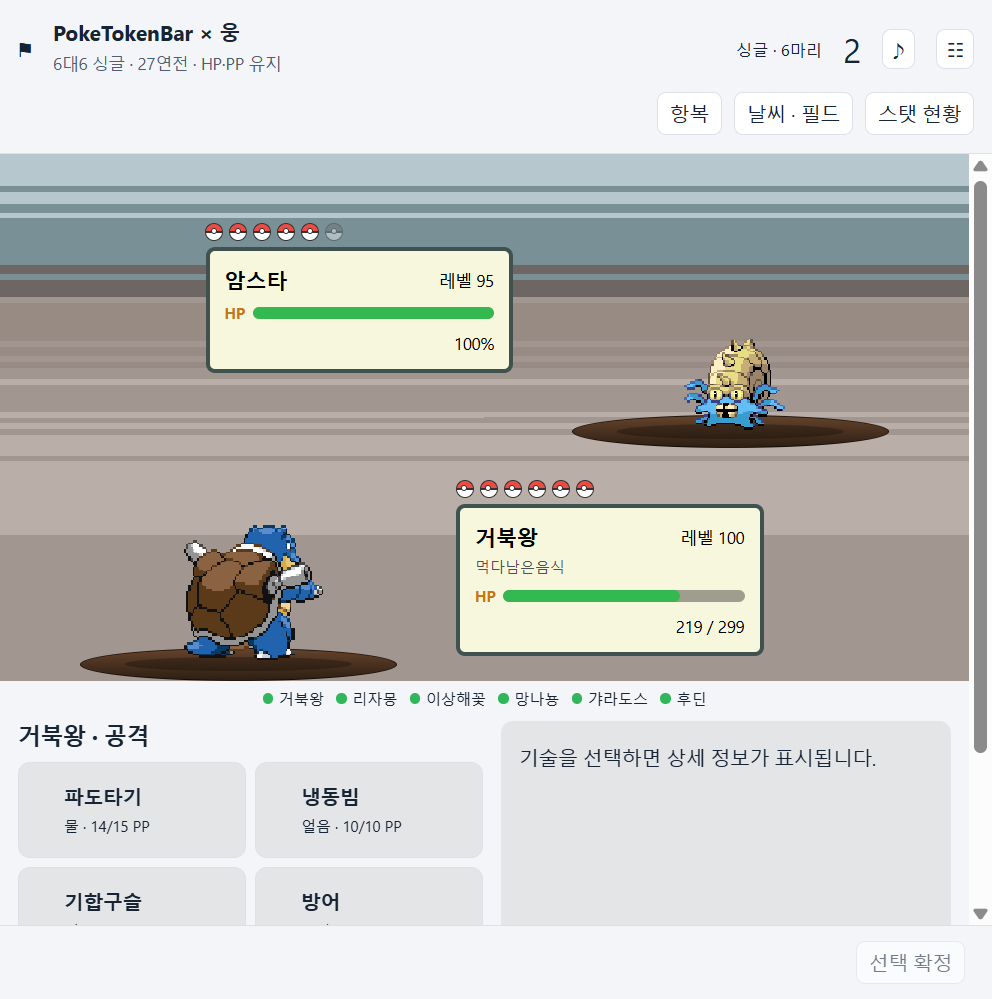 PokeTokenBar × 웅
6대6 싱글 · 27연전 · HP·PP 유지
싱글 · 6마리 2
항복 날씨 · 필드 스탯 현황
암스타 레벨 95
HP
100%
거북왕 레벨 100
먹다남은음식
HP
219 / 299
거북왕 리자몽 이상해꽃 망나뇽 갸라도스 후딘
거북왕 · 공격
기술을 선택하면 상세 정보가 표시됩니다.
파도타기
물 · 14/15 PP
냉동빔
얼음 · 10/10 PP
기합구슬
방어
선택 확정